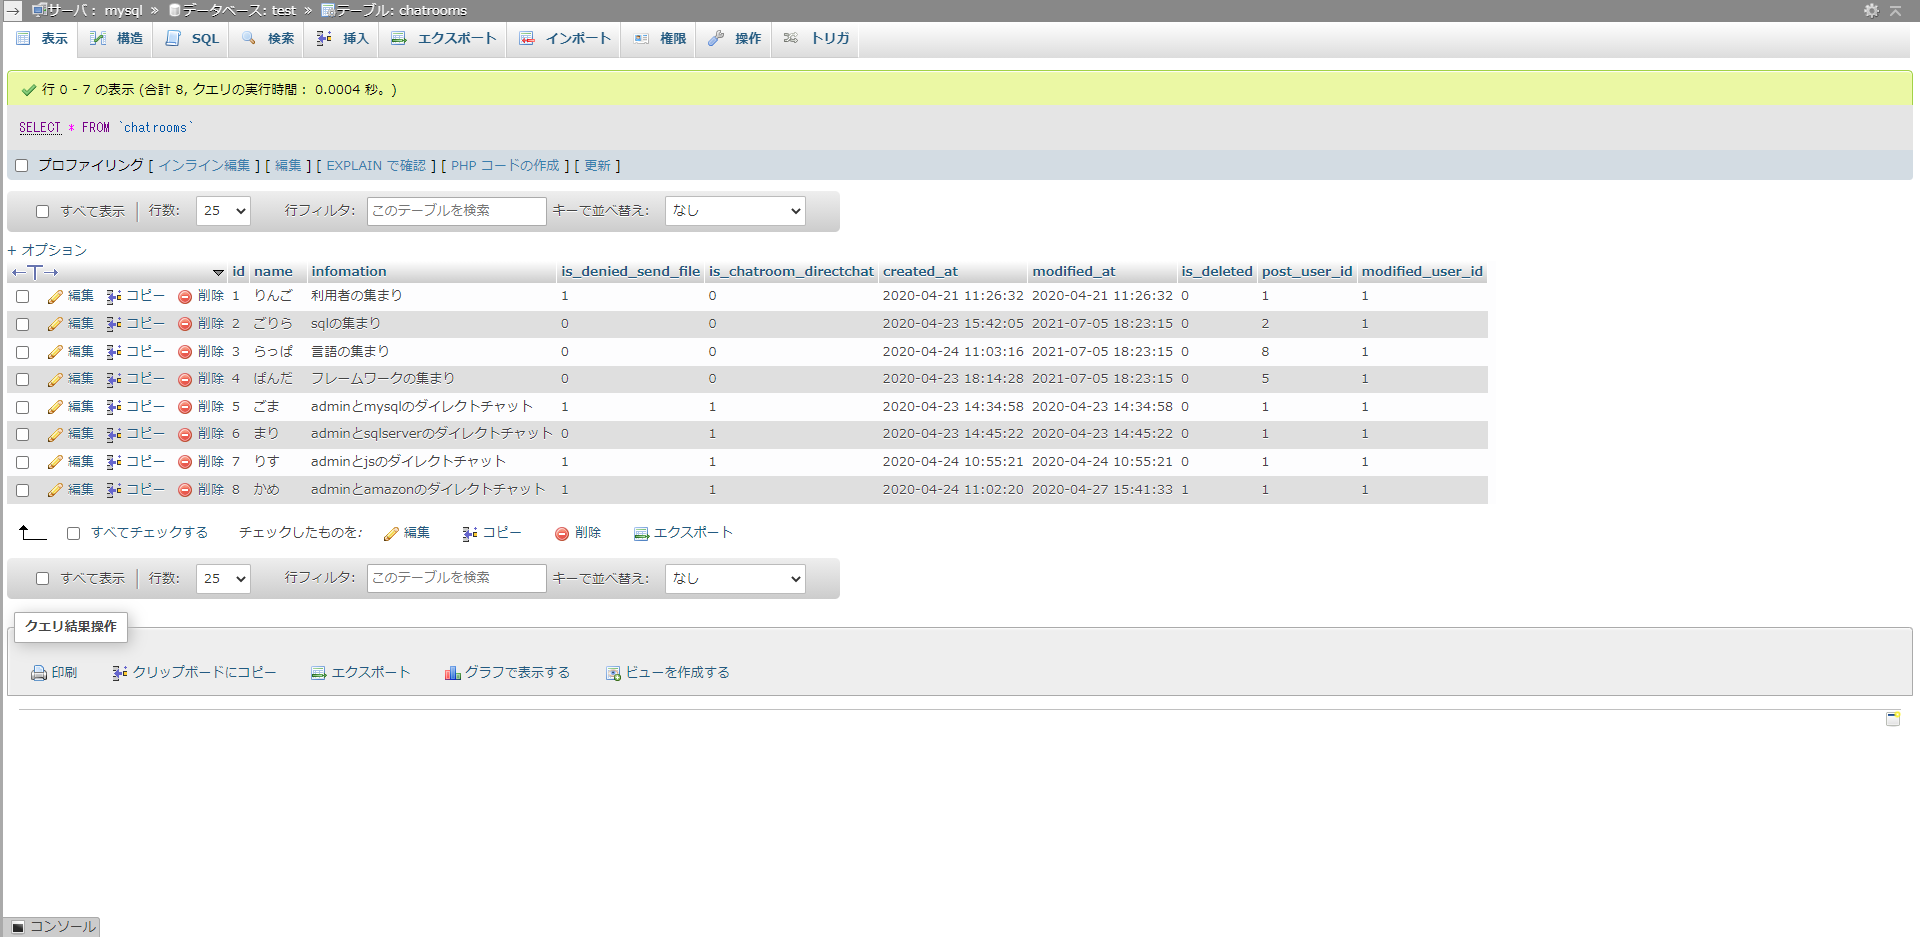 サーバ: mysql » データベース: test » テーブル: chatrooms
表示 構造 SQL 検索 挿入 エクスポート インポート 権限 操作 トリガ
行 0 - 7 の表示 (合計 8, クエリの実行時間: 0.0004 秒。)
SELECT * FROM `chatrooms`
プロファイリング [ インライン編集 ] [ 編集 ] [ EXPLAIN で確認 ] [ PHP コードの作成 ] [ 更新 ]
すべて表示 行数: 25 行フィルタ: このテーブルを検索 キーで並べ替え: なし
+ オプション
←T→ id name infomation is_denied_send_file is_chatroom_directchat created_at modified_at is_deleted post_user_id modified_user_id
編集 コピー 削除 1 りんご 利用者の集まり 1 0 2020-04-21 11:26:32 2020-04-21 11:26:32 0 1 1
編集 コピー 削除 2 ごりら sqlの集まり 0 0 2020-04-23 15:42:05 2021-07-05 18:23:15 0 2 1
編集 コピー 削除 3 らっぱ 言語の集まり 0 0 2020-04-24 11:03:16 2021-07-05 18:23:15 0 8 1
編集 コピー 削除 4 ぱんだ フレームワークの集まり 0 0 2020-04-23 18:14:28 2021-07-05 18:23:15 0 5 1
編集 コピー 削除 5 ごま adminとmysqlのダイレクトチャット 1 1 2020-04-23 14:34:58 2020-04-23 14:34:58 0 1 1
編集 コピー 削除 6 まり adminとsqlserverのダイレクトチャット 0 1 2020-04-23 14:45:22 2020-04-23 14:45:22 0 1 1
編集 コピー 削除 7 りす adminとjsのダイレクトチャット 1 1 2020-04-24 10:55:21 2020-04-24 10:55:21 0 1 1
編集 コピー 削除 8 かめ adminとamazonのダイレクトチャット 1 1 2020-04-24 11:02:20 2020-04-27 15:41:33 1 1 1
すべてチェックする チェックしたものを: 編集 コピー 削除 エクスポート
すべて表示 行数: 25 行フィルタ: このテーブルを検索 キーで並べ替え: なし
クエリ結果操作
印刷 クリップボードにコピー エクスポート グラフで表示する ビューを作成する
コンソール